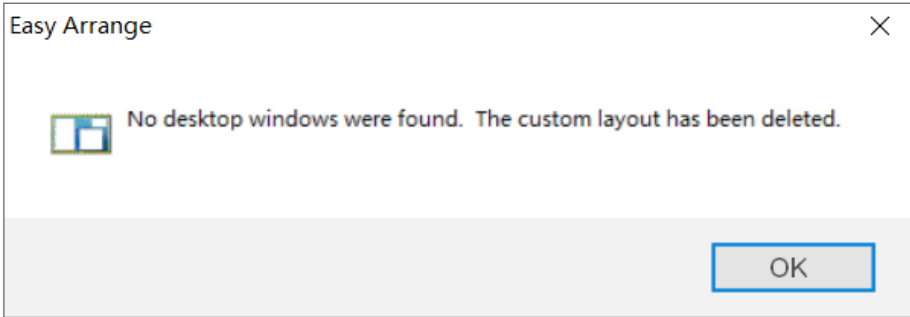 Easy Arrange
No desktop windows were found.  The custom layout has been deleted.
OK